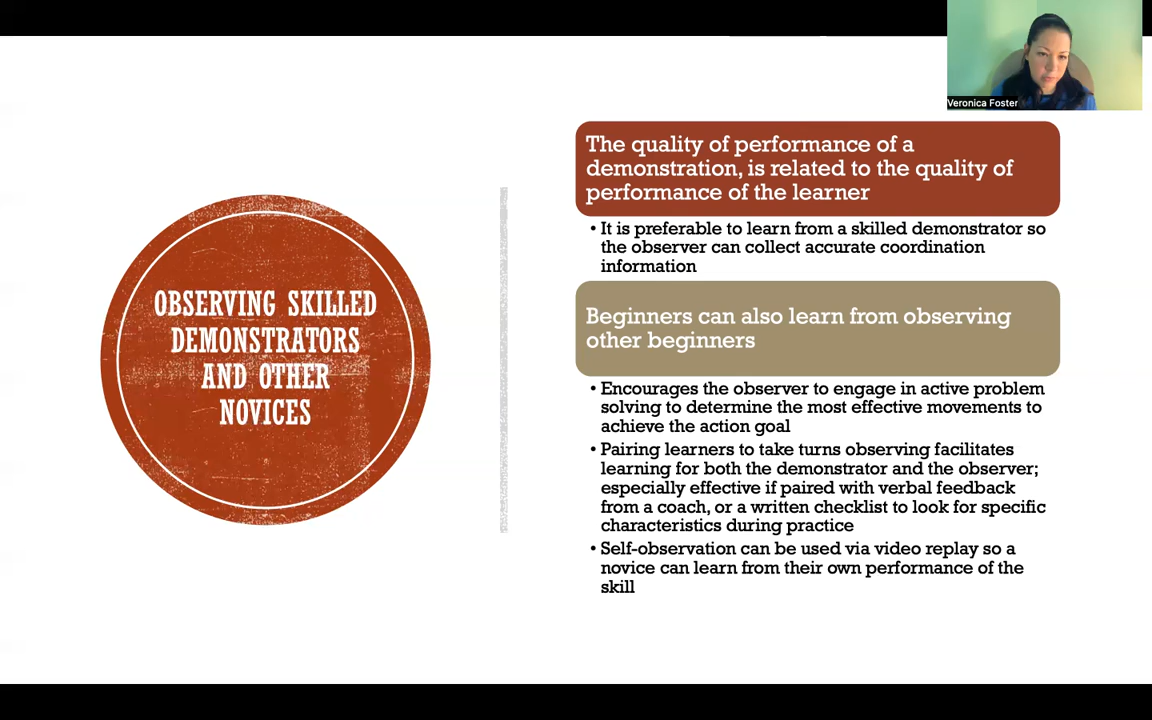 Veronica Foster
OBSERVING SKILLED
DEMONSTRATORS
AND OTHER
NOVICES
The quality of performance of a
demonstration, is related to the quality of
performance of the learner
• It is preferable to learn from a skilled demonstrator so
the observer can collect accurate coordination
information
Beginners can also learn from observing
other beginners
• Encourages the observer to engage in active problem
solving to determine the most effective movements to
achieve the action goal
• Pairing learners to take turns observing facilitates
learning for both the demonstrator and the observer;
especially effective if paired with verbal feedback
from a coach, or a written checklist to look for specific
characteristics during practice
• Self-observation can be used via video replay so a
novice can learn from their own performance of the
skill